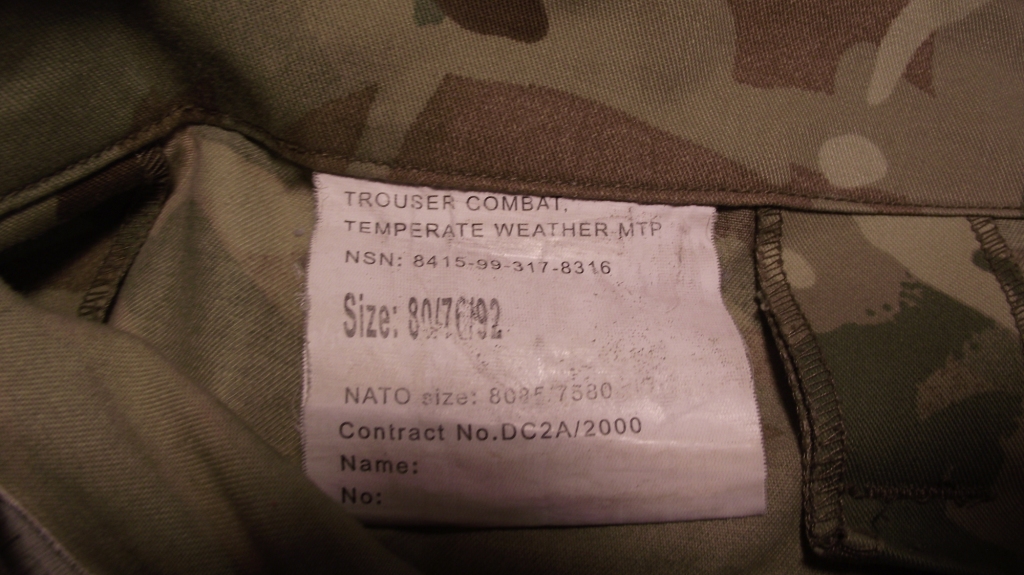 TROUSER COMBAT,
TEMPERATE WEATHER MTP
NSN: 8415-99-317-8316
Size: 80/76/92
NATO size: 8085/7580
Contract No.DC2A/2000
Name:
No: